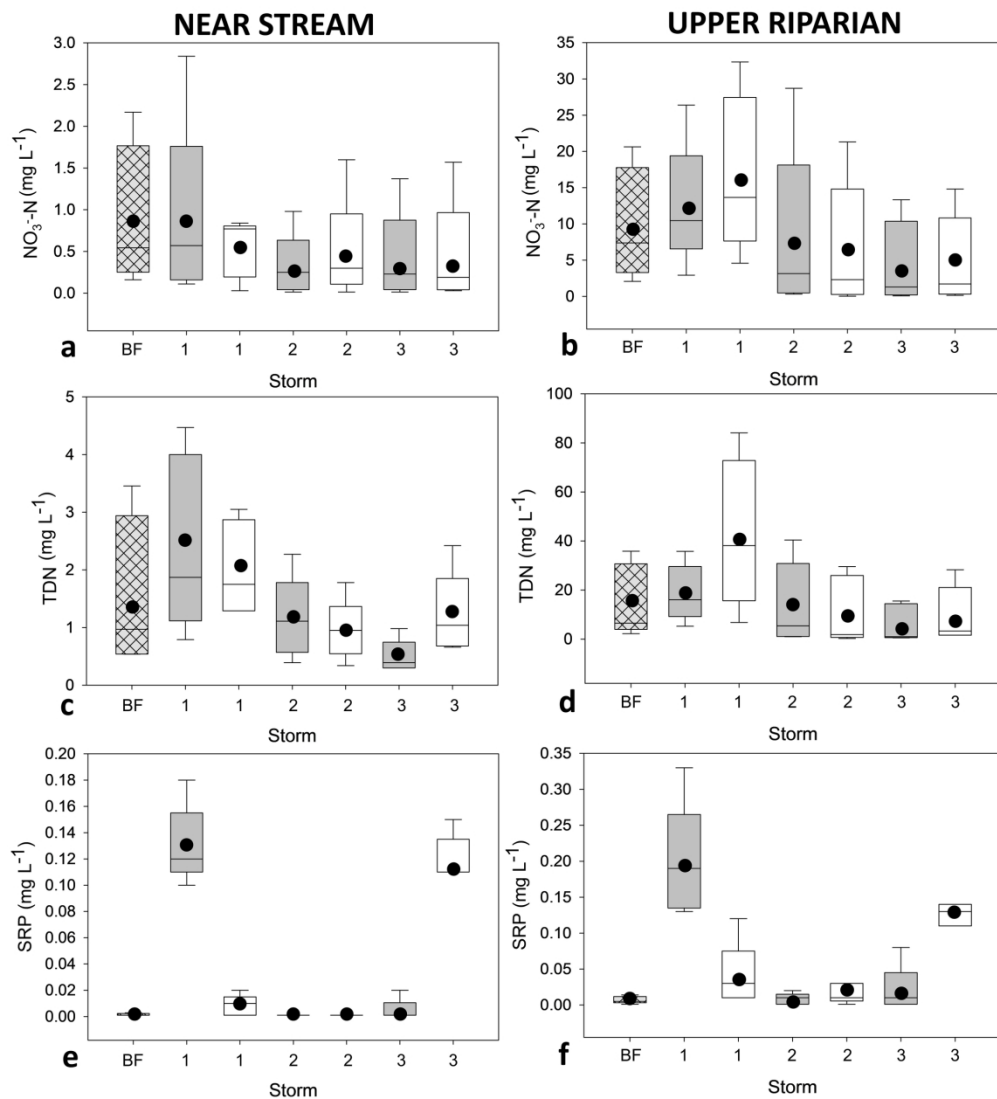 NEAR STREAM
UPPER RIPARIAN
NO₃⁻-N (mg L⁻¹)
3.0
2.5
2.0
1.5
1.0
0.5
0.0
a
BF 1 1 2 2 3 3
Storm
NO₃⁻-N (mg L⁻¹)
35
30
25
20
15
10
5
0
b
BF 1 1 2 2 3 3
Storm
TDN (mg L⁻¹)
5
4
3
2
1
0
c
BF 1 1 2 2 3 3
Storm
TDN (mg L⁻¹)
100
80
60
40
20
0
d
BF 1 1 2 2 3 3
Storm
SRP (mg L⁻¹)
0.20
0.18
0.16
0.14
0.12
0.10
0.08
0.06
0.04
0.02
0.00
e
BF 1 1 2 2 3 3
Storm
SRP (mg L⁻¹)
0.35
0.30
0.25
0.20
0.15
0.10
0.05
0.00
f
BF 1 1 2 2 3 3
Storm